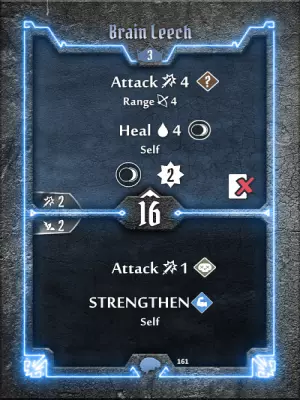 Brain Leech
3
Attack 4 ?
Range 4
Heal 4
Self
2
2
2
16
Attack 1
STRENGTHEN
Self
161